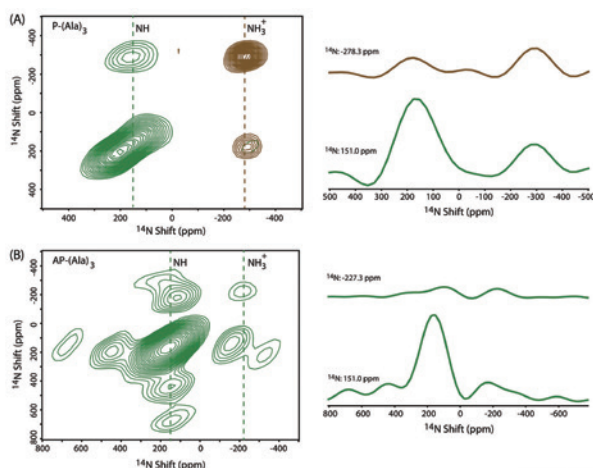 (A) P-(Ala)3 NH NH3+
-400
-200
0
200
400
14N Shift (ppm)
400 200 0 -200 -400
14N Shift (ppm)
14N: -278.3 ppm
14N: 151.0 ppm
500 400 300 200 100 0 -100 -200 -300 -400 -500
14N Shift (ppm)
(B) AP-(Ala)3 NH NH3+
-400
-200
0
200
400
600
800
14N Shift (ppm)
800 600 400 200 0 -200 -400
14N Shift (ppm)
14N: -227.3 ppm
14N: 151.0 ppm
800 600 400 200 0 -200 -400 -600
14N Shift (ppm)